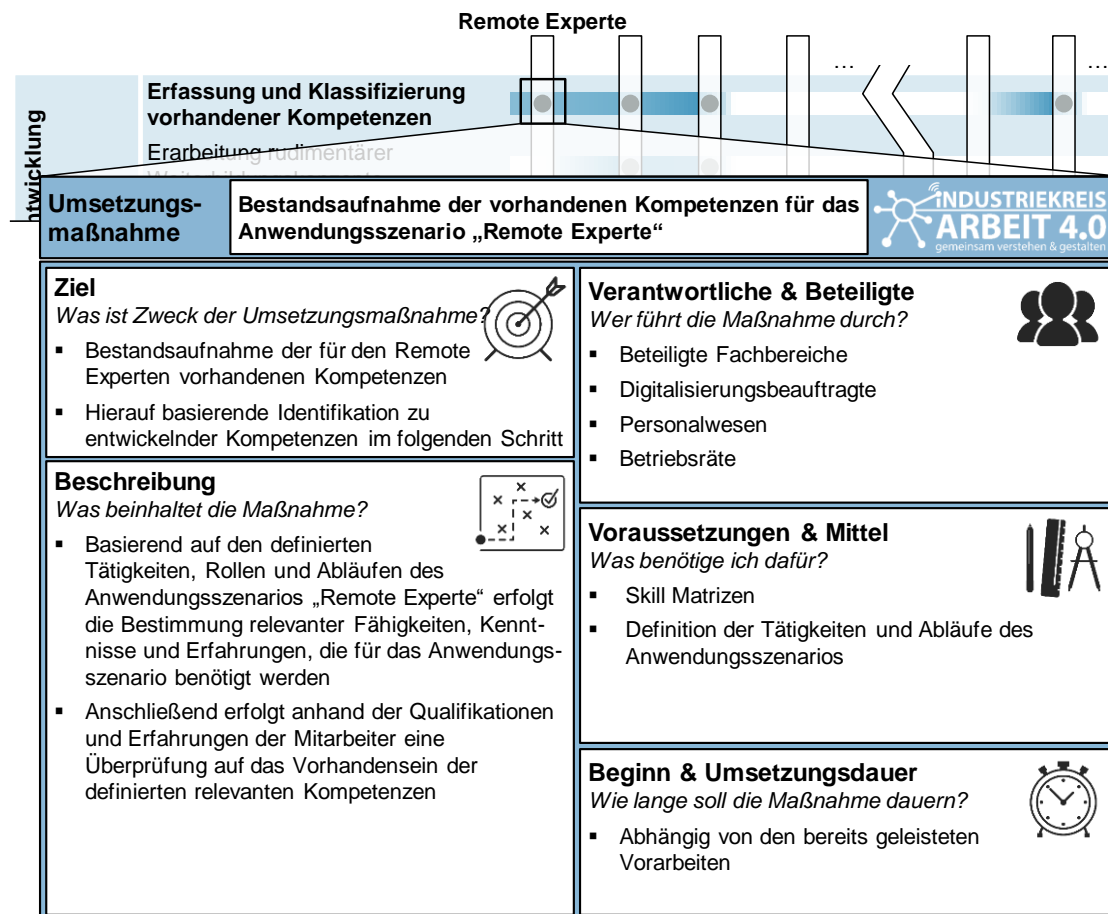 Remote Experte
...
...
Erfassung und Klassifizierung
vorhandener Kompetenzen
Erarbeitung rudimentärer
ntwicklung
Umsetzungs-
maßnahme
Bestandsaufnahme der vorhandenen Kompetenzen für das
Anwendungsszenario „Remote Experte“
iNDUSTRIEKREIS
ARBEIT 4.0
gemeinsam verstehen & gestalten
Ziel
Was ist Zweck der Umsetzungsmaßnahme?
▪ Bestandsaufnahme der für den Remote
Experten vorhandenen Kompetenzen
▪ Hierauf basierende Identifikation zu
entwickelnder Kompetenzen im folgenden Schritt
Beschreibung
Was beinhaltet die Maßnahme?
▪ Basierend auf den definierten
Tätigkeiten, Rollen und Abläufen des
Anwendungsszenarios „Remote Experte“ erfolgt
die Bestimmung relevanter Fähigkeiten, Kennt-
nisse und Erfahrungen, die für das Anwendungs-
szenario benötigt werden
▪ Anschließend erfolgt anhand der Qualifikationen
und Erfahrungen der Mitarbeiter eine
Überprüfung auf das Vorhandensein der
definierten relevanten Kompetenzen
Verantwortliche & Beteiligte
Wer führt die Maßnahme durch?
▪ Beteiligte Fachbereiche
▪ Digitalisierungsbeauftragte
▪ Personalwesen
▪ Betriebsräte
Voraussetzungen & Mittel
Was benötige ich dafür?
▪ Skill Matrizen
▪ Definition der Tätigkeiten und Abläufe des
Anwendungsszenarios
Beginn & Umsetzungsdauer
Wie lange soll die Maßnahme dauern?
▪ Abhängig von den bereits geleisteten
Vorarbeiten